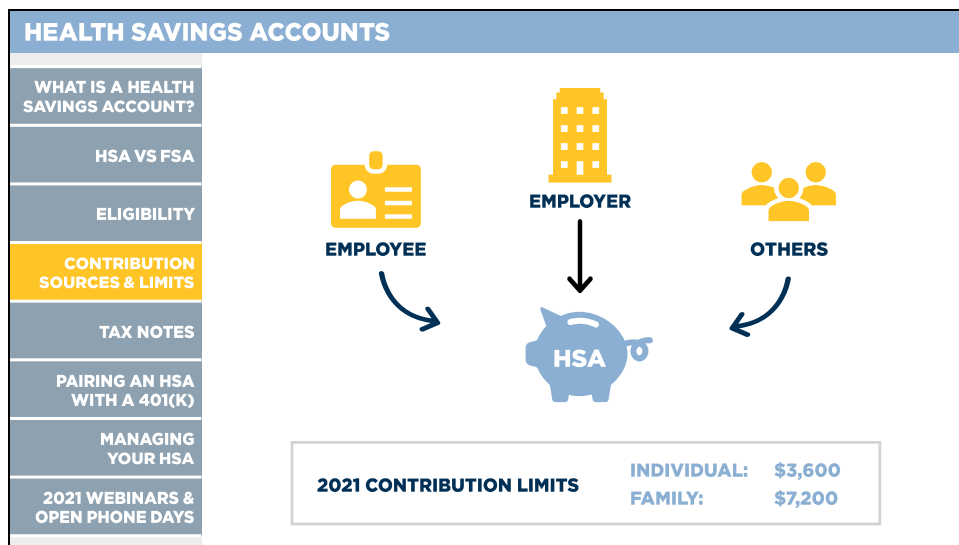 HEALTH SAVINGS ACCOUNTS
WHAT IS A HEALTH
SAVINGS ACCOUNT?
HSA VS FSA
ELIGIBILITY
CONTRIBUTION
SOURCES & LIMITS
TAX NOTES
PAIRING AN HSA
WITH A 401(K)
MANAGING
YOUR HSA
2021 WEBINARS &
OPEN PHONE DAYS
EMPLOYEE
EMPLOYER
OTHERS
HSA
2021 CONTRIBUTION LIMITS
INDIVIDUAL: $3,600
FAMILY: $7,200